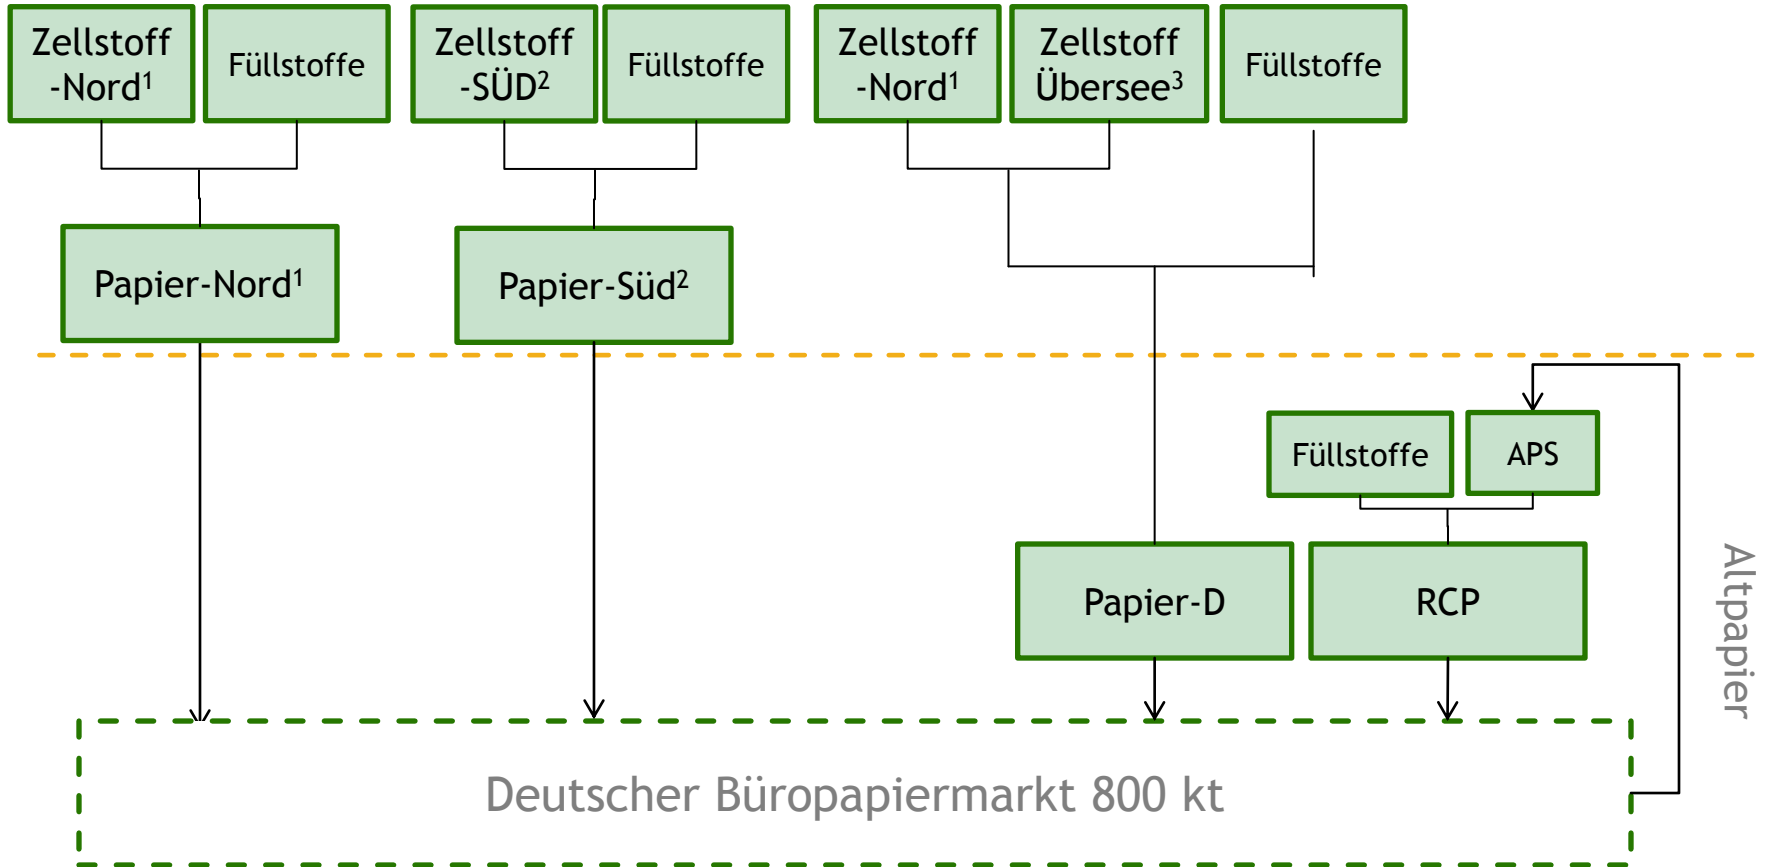 Zellstoff
-Nord¹
Füllstoffe
Zellstoff
-SÜD²
Füllstoffe
Zellstoff
-Nord¹
Zellstoff
Übersee³
Füllstoffe
Papier-Nord¹
Papier-Süd²
Füllstoffe
APS
Papier-D
RCP
Altpapier
Deutscher Büropapiermarkt 800 kt